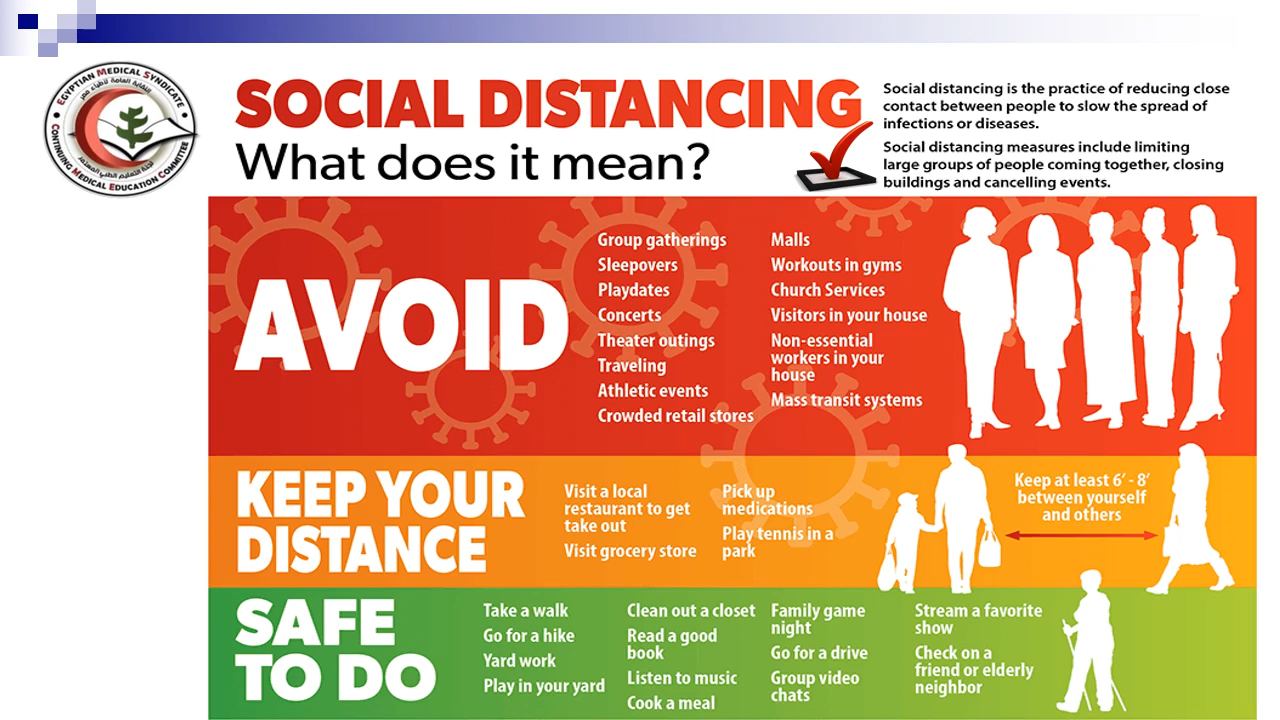 EGYPTIAN MEDICAL SYNDICATE
النقابة العامة لأطباء مصر
لجنة التعليم الطبي المستمر
CONTINUING MEDICAL EDUCATION COMMITTEE
SOCIAL DISTANCING
What does it mean?
Social distancing is the practice of reducing close
contact between people to slow the spread of
infections or diseases.
Social distancing measures include limiting
large groups of people coming together, closing
buildings and cancelling events.
AVOID
Group gatherings
Sleepovers
Playdates
Concerts
Theater outings
Traveling
Athletic events
Crowded retail stores
Malls
Workouts in gyms
Church Services
Visitors in your house
Non-essential
workers in your
house
Mass transit systems
KEEP YOUR
DISTANCE
Visit a local
restaurant to get
take out
Visit grocery store
Pick up
medications
Play tennis in a
park
Keep at least 6’ - 8’
between yourself
and others
SAFE
TO DO
Take a walk
Go for a hike
Yard work
Play in your yard
Clean out a closet
Read a good
book
Listen to music
Cook a meal
Family game
night
Go for a drive
Group video
chats
Stream a favorite
show
Check on a
friend or elderly
neighbor